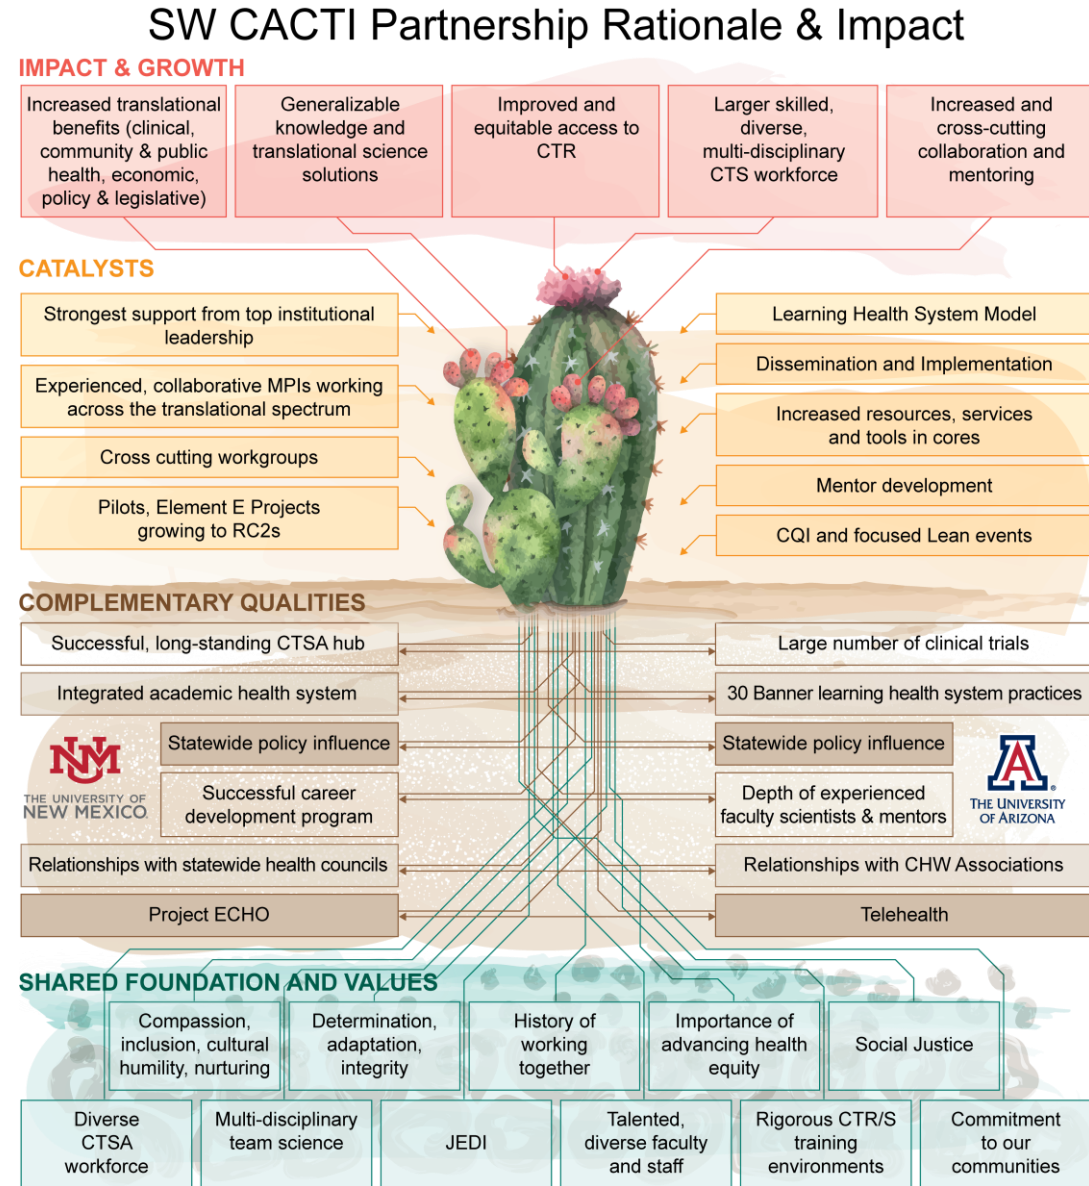 SW CACTI Partnership Rationale & Impact
IMPACT & GROWTH
Increased translational
benefits (clinical,
community & public
health, economic,
policy & legislative)
Generalizable
knowledge and
translational science
solutions
Improved and
equitable access to
CTR
Larger skilled,
diverse,
multi-disciplinary
CTS workforce
Increased and
cross-cutting
collaboration and
mentoring
CATALYSTS
Strongest support from top institutional
leadership
Experienced, collaborative MPIs working
across the translational spectrum
Cross cutting workgroups
Pilots, Element E Projects
growing to RC2s
Learning Health System Model
Dissemination and Implementation
Increased resources, services
and tools in cores
Mentor development
CQI and focused Lean events
COMPLEMENTARY QUALITIES
Successful, long-standing CTSA hub
Large number of clinical trials
Integrated academic health system
30 Banner learning health system practices
NM
THE UNIVERSITY OF
NEW MEXICO.
Statewide policy influence
Statewide policy influence
Successful career
development program
Depth of experienced
faculty scientists & mentors
A
THE UNIVERSITY
OF ARIZONA
Relationships with statewide health councils
Relationships with CHW Associations
Project ECHO
Telehealth
SHARED FOUNDATION AND VALUES
Compassion,
inclusion, cultural
humility, nurturing
Determination,
adaptation,
integrity
History of
working
together
Importance of
advancing health
equity
Social Justice
Diverse
CTSA
workforce
Multi-disciplinary
team science
JEDI
Talented,
diverse faculty
and staff
Rigorous CTR/S
training
environments
Commitment
to our
communities